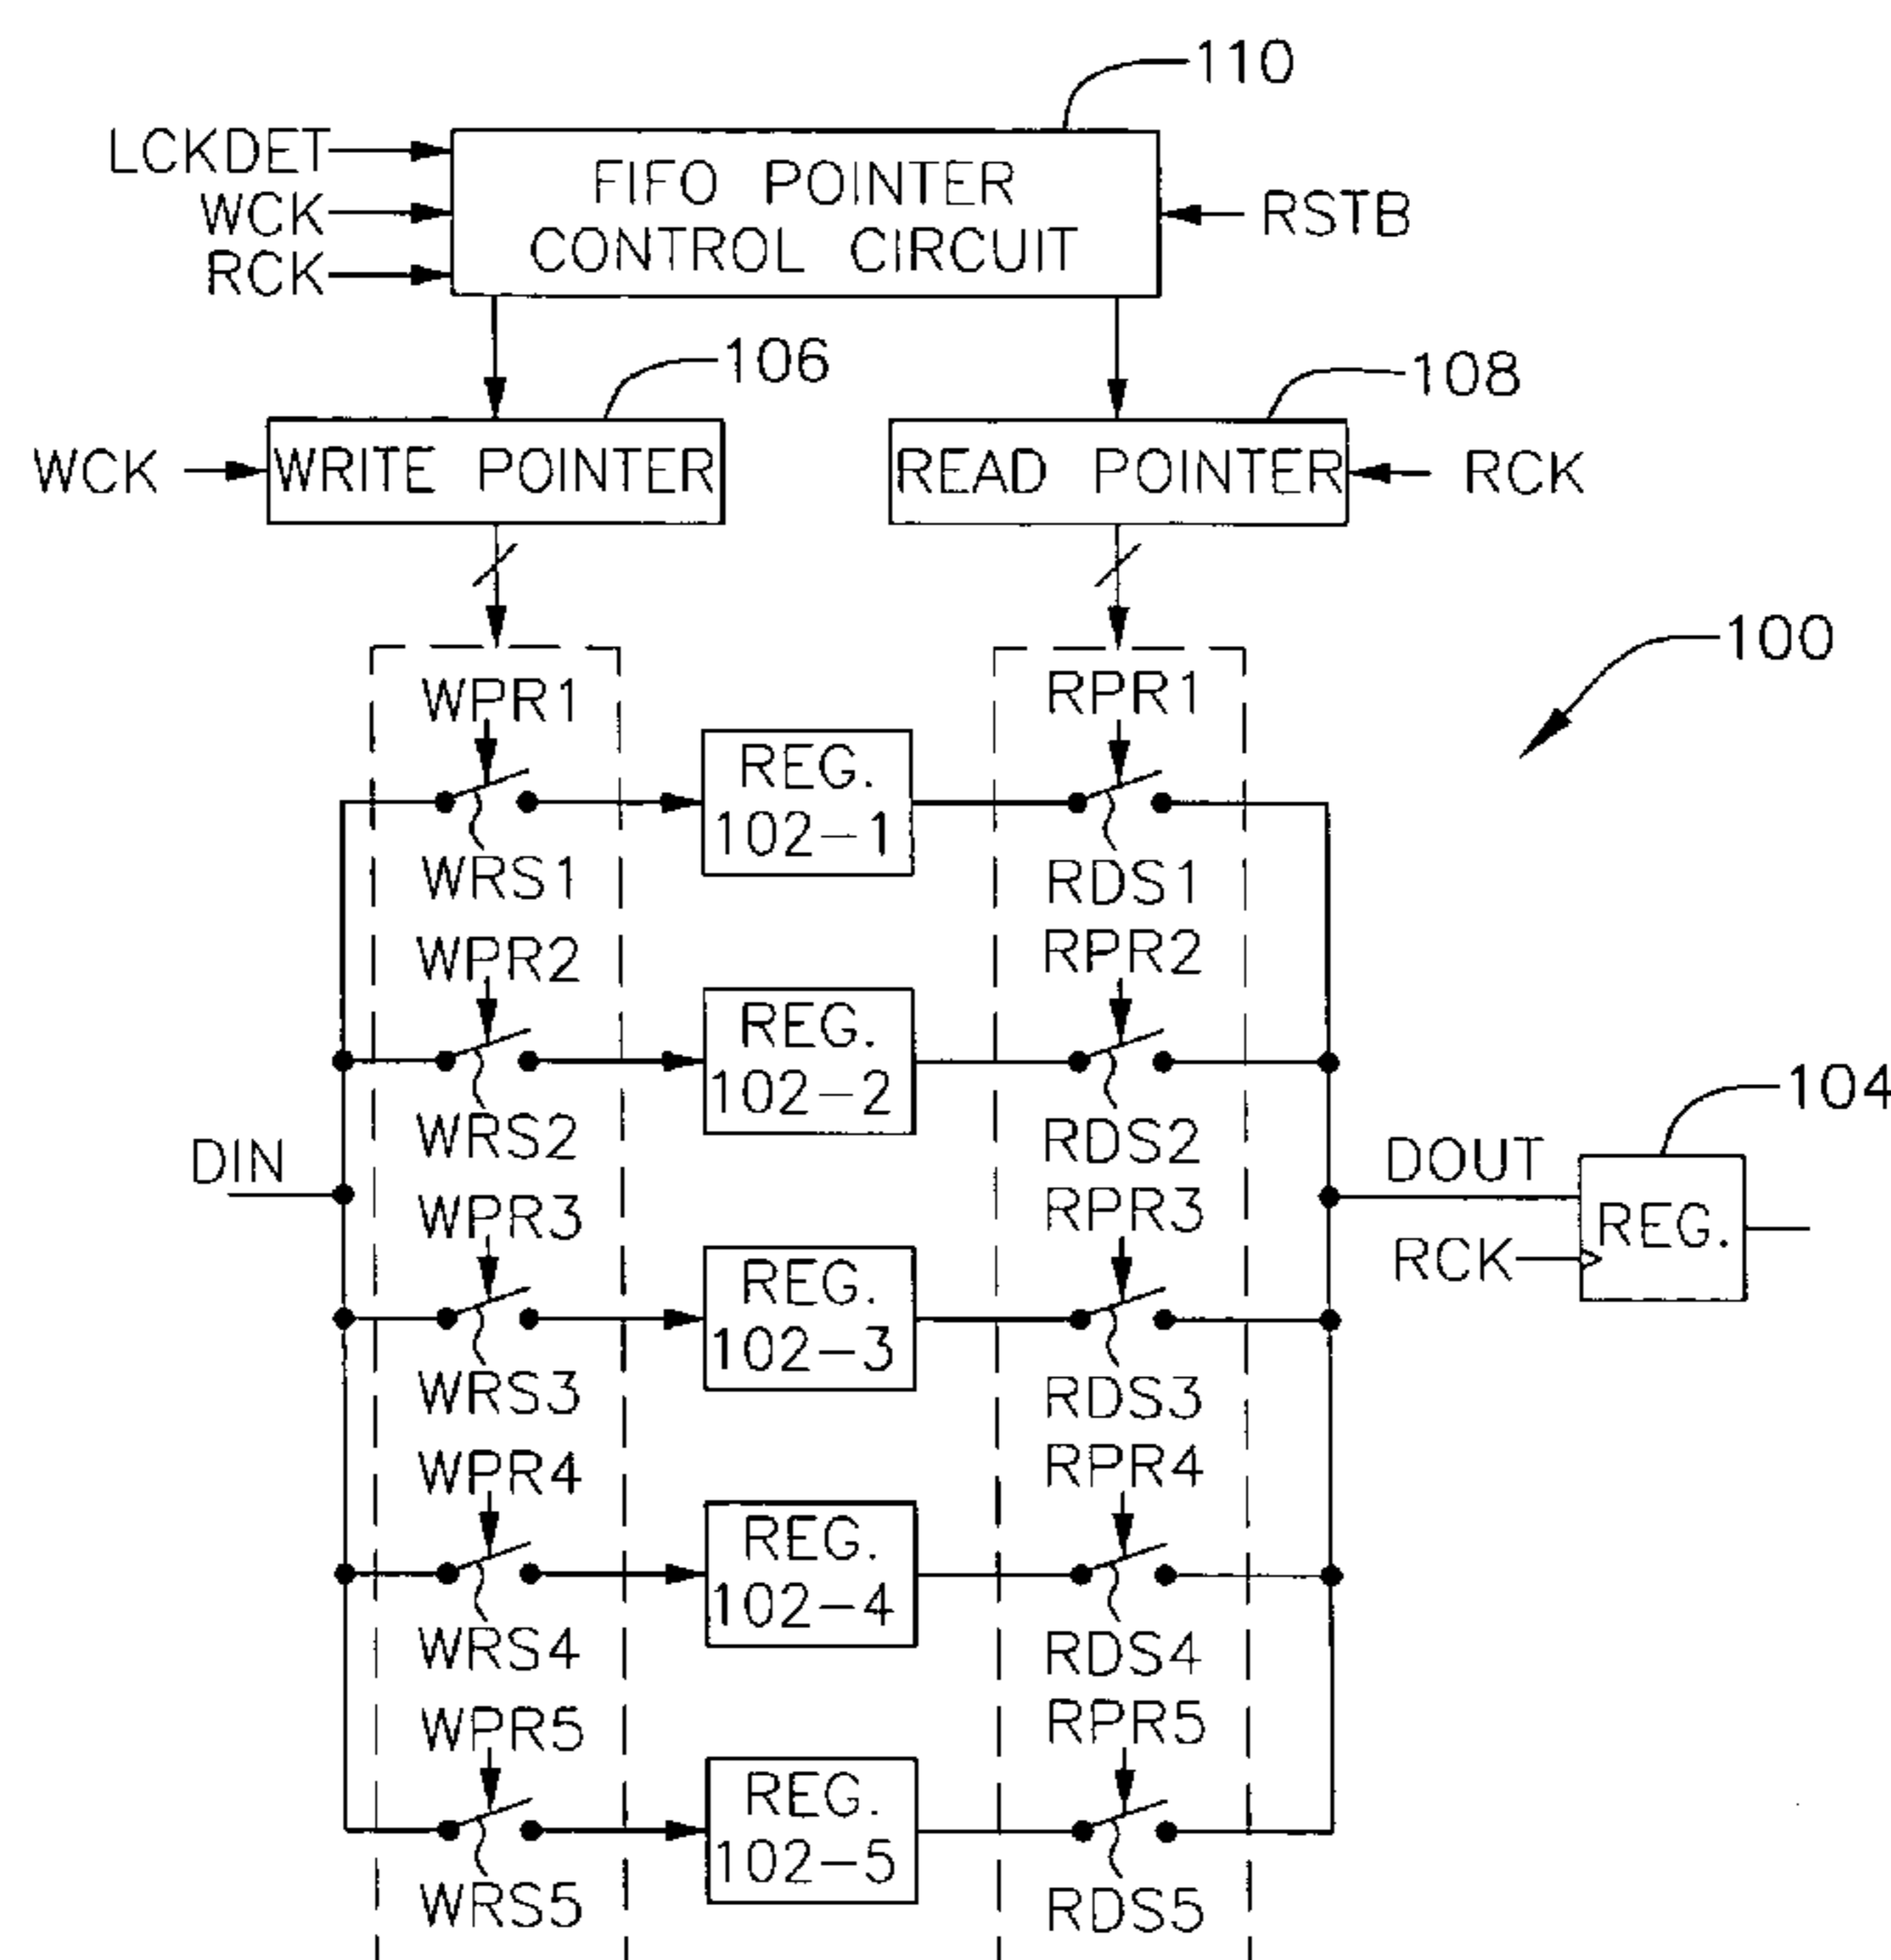 110
LCKDET
WCK
RCK
FIFO POINTER
CONTROL CIRCUIT
RSTB
106
108
WCK
WRITE POINTER
READ POINTER
RCK
100
WPR1
RPR1
REG.
102-1
WRS1
RDS1
WPR2
RPR2
REG.
102-2
WRS2
RDS2
104
DIN
DOUT
WPR3
RPR3
REG.
RCK
REG.
102-3
WRS3
RDS3
WPR4
RPR4
REG.
102-4
WRS4
RDS4
WPR5
RPR5
REG.
102-5
WRS5
RDS5